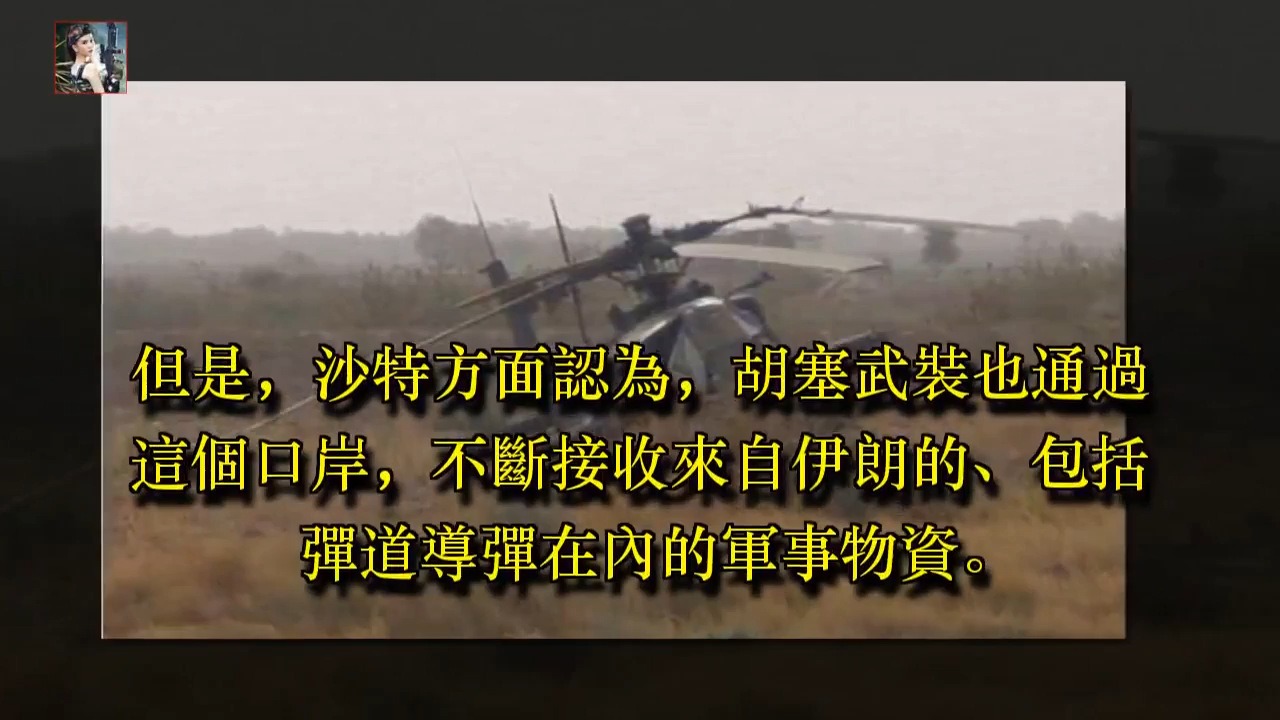 但是，沙特方面認為，胡塞武裝也通過
這個口岸，不斷接收來自伊朗的、包括
彈道導彈在內的軍事物資。